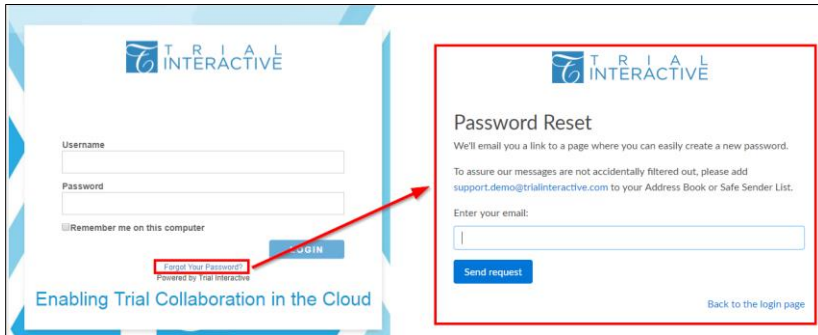 TRIAL
INTERACTIVE
Username
Password
Remember me on this computer
LOGIN
Forgot Your Password?
Powered by Trial Interactive
Enabling Trial Collaboration in the Cloud
TRIAL
INTERACTIVE
Password Reset
We'll email you a link to a page where you can easily create a new password.
To assure our messages are not accidentally filtered out, please add
support.demo@trialinteractive.com to your Address Book or Safe Sender List.
Enter your email:
Send request
Back to the login page